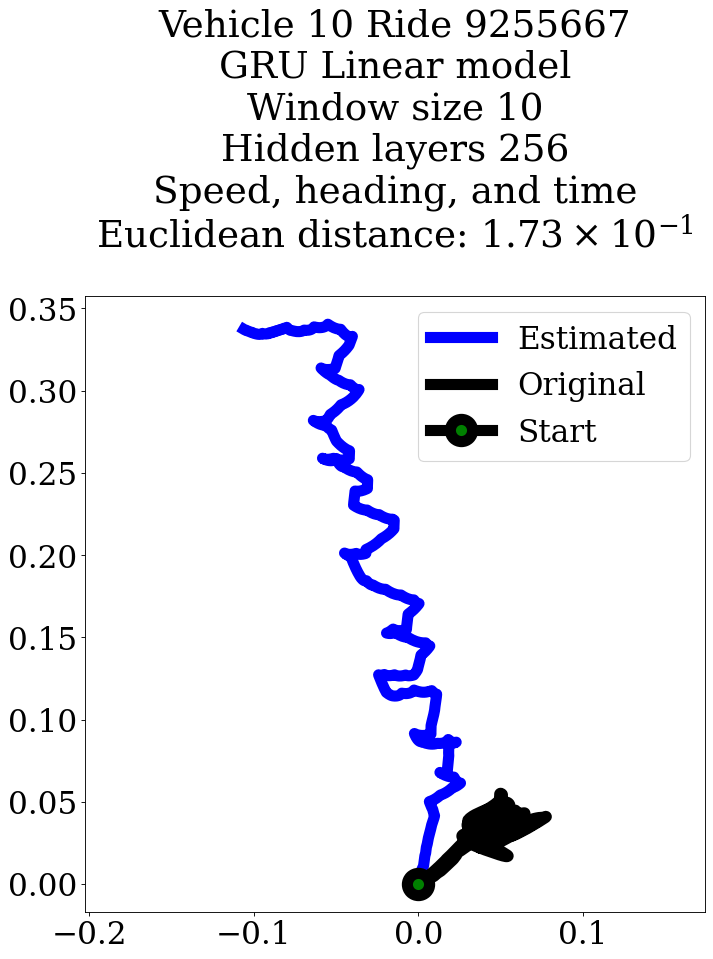 Vehicle 10 Ride 9255667
GRU Linear model
Window size 10
Hidden layers 256
Speed, heading, and time
Euclidean distance: 1.73 × 10⁻¹
0.35
0.30
0.25
0.20
0.15
0.10
0.05
0.00
−0.2
−0.1
0.0
0.1
Estimated
Original
Start